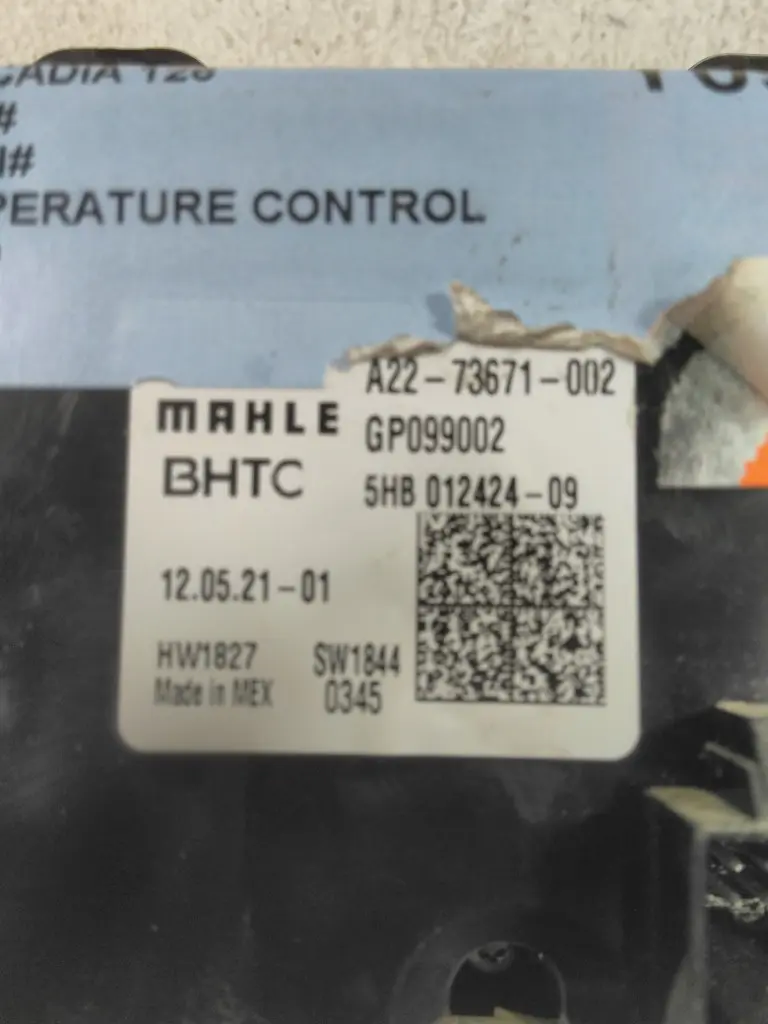 CADIA 126
#
#
PERATURE CONTROL
A22-73671-002
MAHLE GP099002
BHTC 5HB 012424-09
12.05.21-01
HW1827 SW1844
Made in MEX 0345